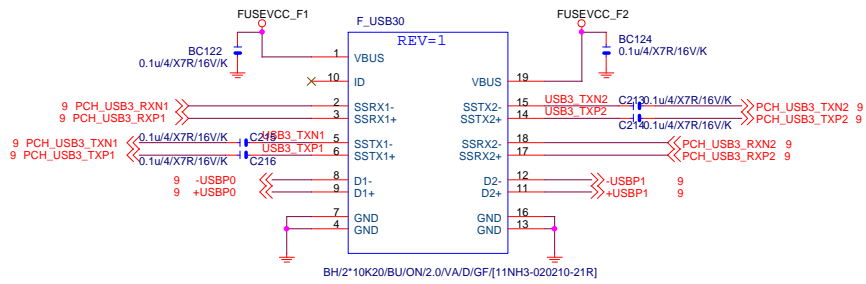 FUSEVCC_F1
F_USB30
FUSEVCC_F2
REV=1
BC122
0.1u/4/X7R/16V/K
BC124
0.1u/4/X7R/16V/K
1 VBUS
10 ID
VBUS 19
9 PCH_USB3_RXN1 2 SSRX1-
9 PCH_USB3_RXP1 3 SSRX1+
SSTX2- 15 USB3_TXN2 C213 0.1u/4/X7R/16V/K PCH_USB3_TXN2 9
SSTX2+ 14 USB3_TXP2 C214 0.1u/4/X7R/16V/K PCH_USB3_TXP2 9
9 PCH_USB3_TXN1 0.1u/4/X7R/16V/K C215 USB3_TXN1 5 SSTX1-
9 PCH_USB3_TXP1 0.1u/4/X7R/16V/K C216 USB3_TXP1 6 SSTX1+
SSRX2- 18 PCH_USB3_RXN2 9
SSRX2+ 17 PCH_USB3_RXP2 9
9 -USBP0 8 D1-
9 +USBP0 9 D1+
D2- 12 -USBP1 9
D2+ 11 +USBP1 9
7 GND
4 GND
GND 16
GND 13
BH/2*10K20/BU/ON/2.0/VA/D/GF/[11NH3-020210-21R]